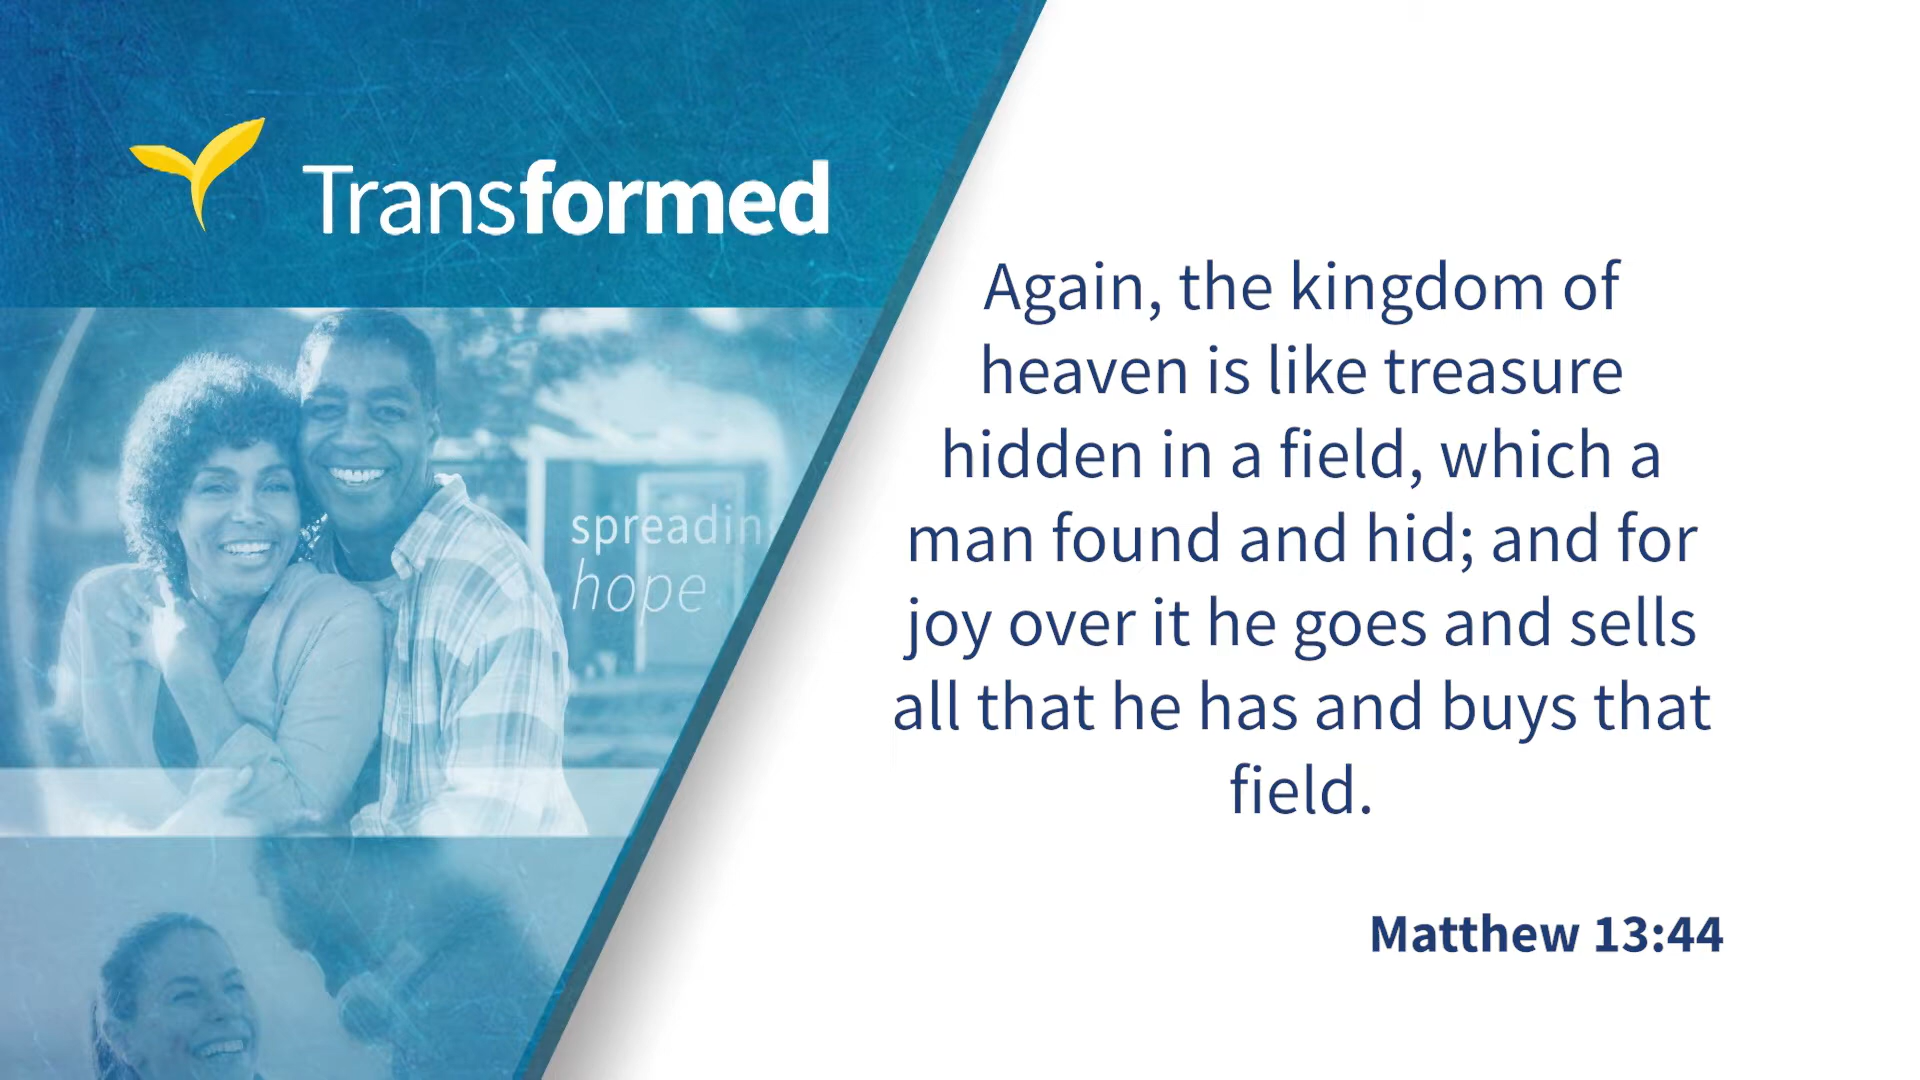 Transformed
spreadin
hope
Again, the kingdom of
heaven is like treasure
hidden in a field, which a
man found and hid; and for
joy over it he goes and sells
all that he has and buys that
field.
Matthew 13:44